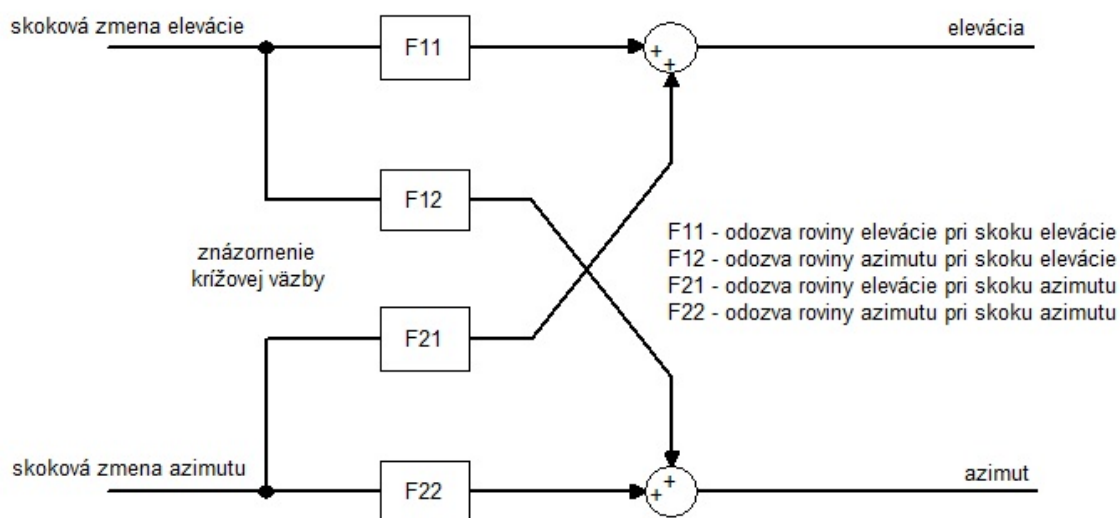 skoková zmena elevácie
F11
+
+
elevácia
F12
znázornenie
krížovej väzby
F11 - odozva roviny elevácie pri skoku elevácie
F12 - odozva roviny azimutu pri skoku elevácie
F21 - odozva roviny elevácie pri skoku azimutu
F22 - odozva roviny azimutu pri skoku azimutu
F21
skoková zmena azimutu
F22
+
+
azimut